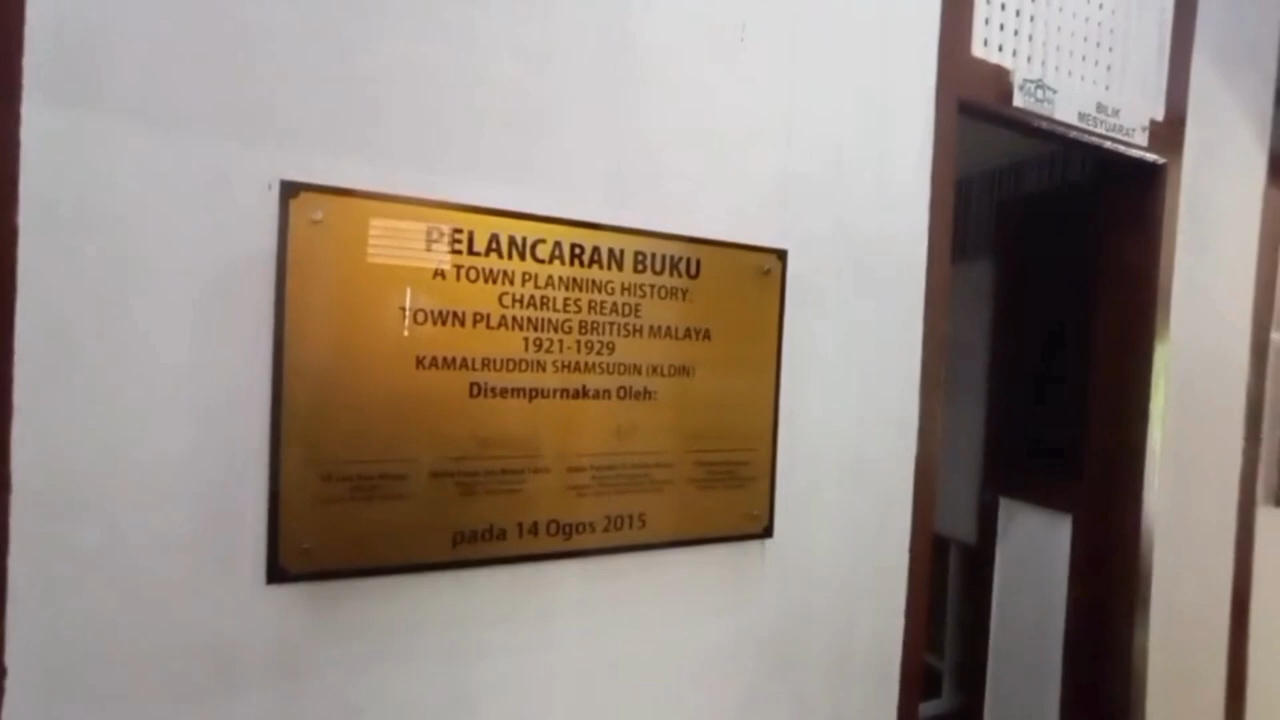 PELANCARAN BUKU
A TOWN PLANNING HISTORY:
CHARLES READE
TOWN PLANNING BRITISH MALAYA
1921-1929
KAMALRUDDIN SHAMSUDIN (KLDIN)
Disempurnakan Oleh:
pada 14 Ogos 2015
BILIK
MESYUARAT